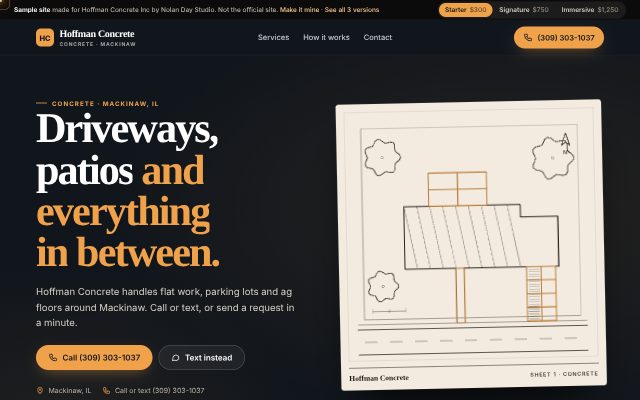 Sample site made for Hoffman Concrete Inc by Nolan Day Studio. Not the official site. Make it mine · See all 3 versions
Starter $300 Signature $750 Immersive $1,250
HC Hoffman Concrete
CONCRETE · MACKINAW
Services How it works Contact
(309) 303-1037
CONCRETE · MACKINAW, IL
Driveways,
patios and
everything
in between.
Hoffman Concrete handles flat work, parking lots and ag
floors around Mackinaw. Call or text, or send a request in
a minute.
Call (309) 303-1037 Text instead
Mackinaw, IL Call or text (309) 303-1037
N
Hoffman Concrete SHEET 1 · CONCRETE